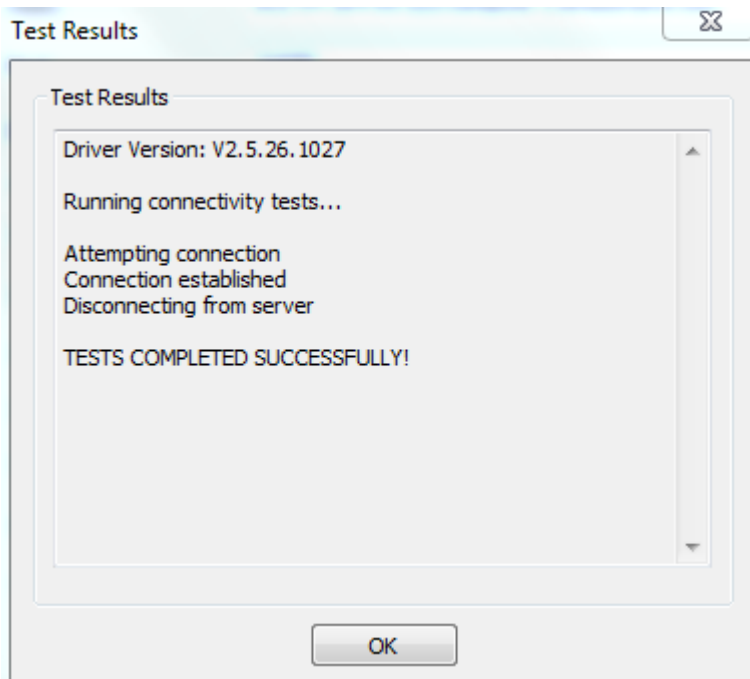 Test Results
Test Results
Driver Version: V2.5.26.1027
Running connectivity tests...
Attempting connection
Connection established
Disconnecting from server
TESTS COMPLETED SUCCESSFULLY!
OK